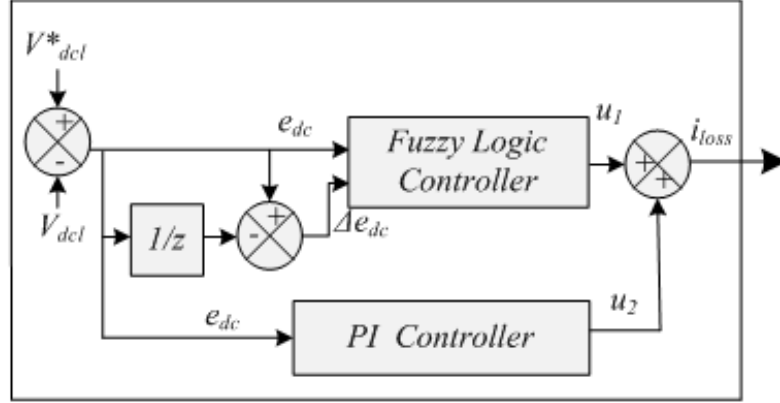 V*dcl
+
-
Vdcl
edc
1/z
+
-
Δedc
Fuzzy Logic
Controller
u1
+
+
iloss
edc
PI Controller
u2